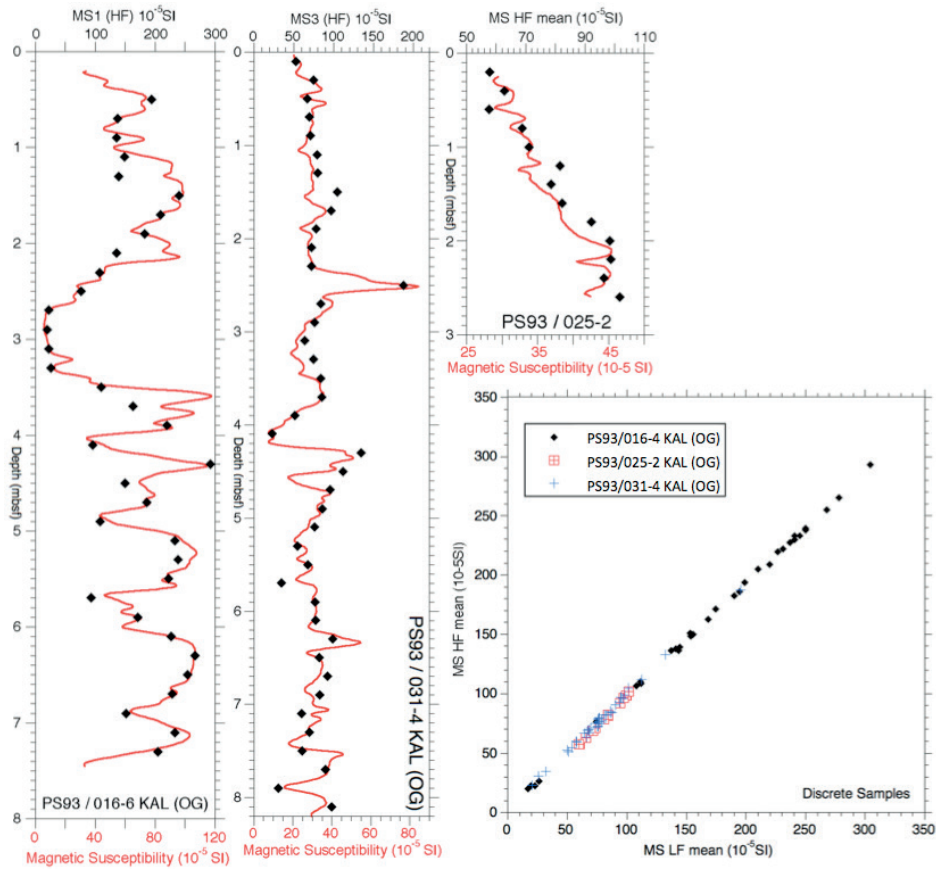 MS1 (HF) 10⁻⁵SI
0 100 100 300
0
1
2
3
4
5
6
7
8
Depth (mbsf)
PS93 / 016-6 KAL (OG)
0 20 100 120
Magnetic Susceptibility (10⁻⁵ SI)
MS3 (HF) 10⁻⁵SI
0 50 100 150 200
0
1
2
3
4
5
6
7
8
Depth (mbsf)
PS93 / 031-4 KAL (OG)
0 20 40 60 80
Magnetic Susceptibility (10⁻⁵ SI)
MS HF mean (10⁻⁵SI)
50 60 70 80 90 100 110
0
1
2
3
Depth (mbsf)
PS93 / 025-2
25 35 45
Magnetic Susceptibility (10-5 SI)
350
300
250
200
150
100
50
0
MS HF mean (10-5SI)
PS93/016-4 KAL (OG)
PS93/025-2 KAL (OG)
PS93/031-4 KAL (OG)
Discrete Samples
0 50 100 150 200 250 300 350
MS LF mean (10⁻⁵SI)